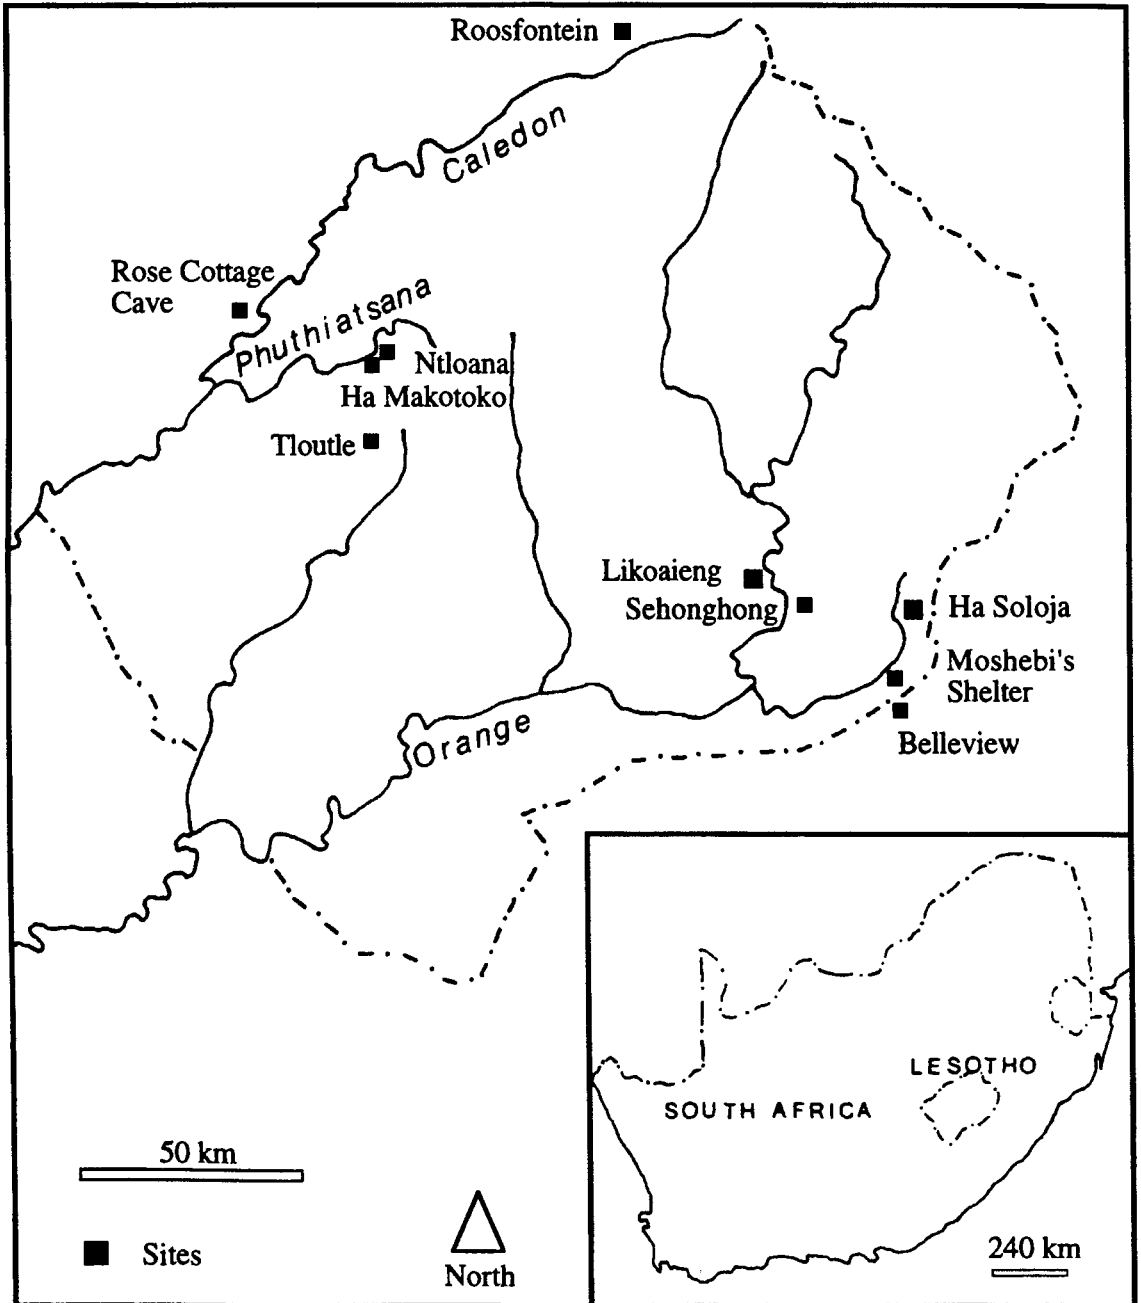 Roosfontein
Caledon
Rose Cottage
Cave
Phuthiatsana
Ntloana
Ha Makotoko
Tloutle
Likoaieng
Sehonghong
Ha Soloja
Moshebi's
Shelter
Belleview
Orange
LESOTHO
SOUTH AFRICA
50 km
240 km
Sites
North